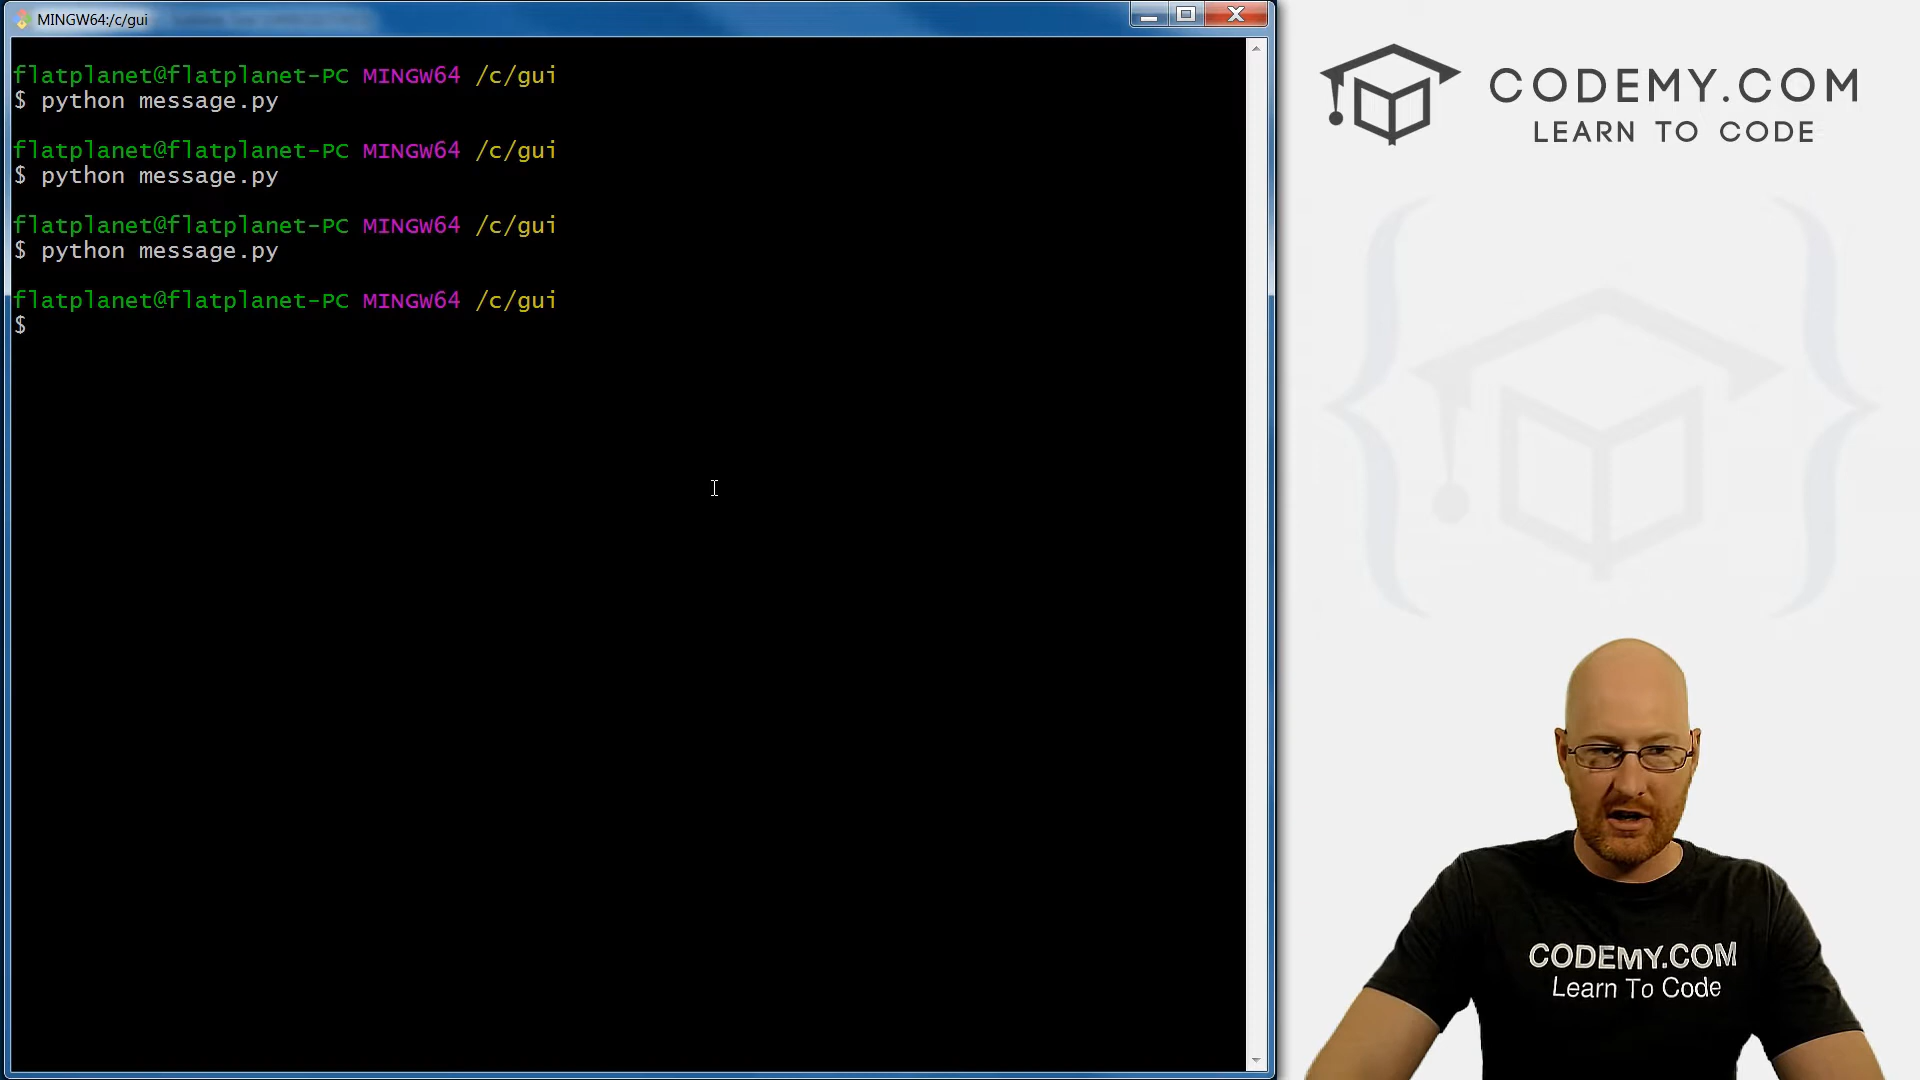 MINGW64:/c/gui
flatplanet@flatplanet-PC MINGW64 /c/gui
$ python message.py
flatplanet@flatplanet-PC MINGW64 /c/gui
$ python message.py
flatplanet@flatplanet-PC MINGW64 /c/gui
$ python message.py
flatplanet@flatplanet-PC MINGW64 /c/gui
$
CODEMY.COM
LEARN TO CODE
CODEMY.COM
Learn To Code